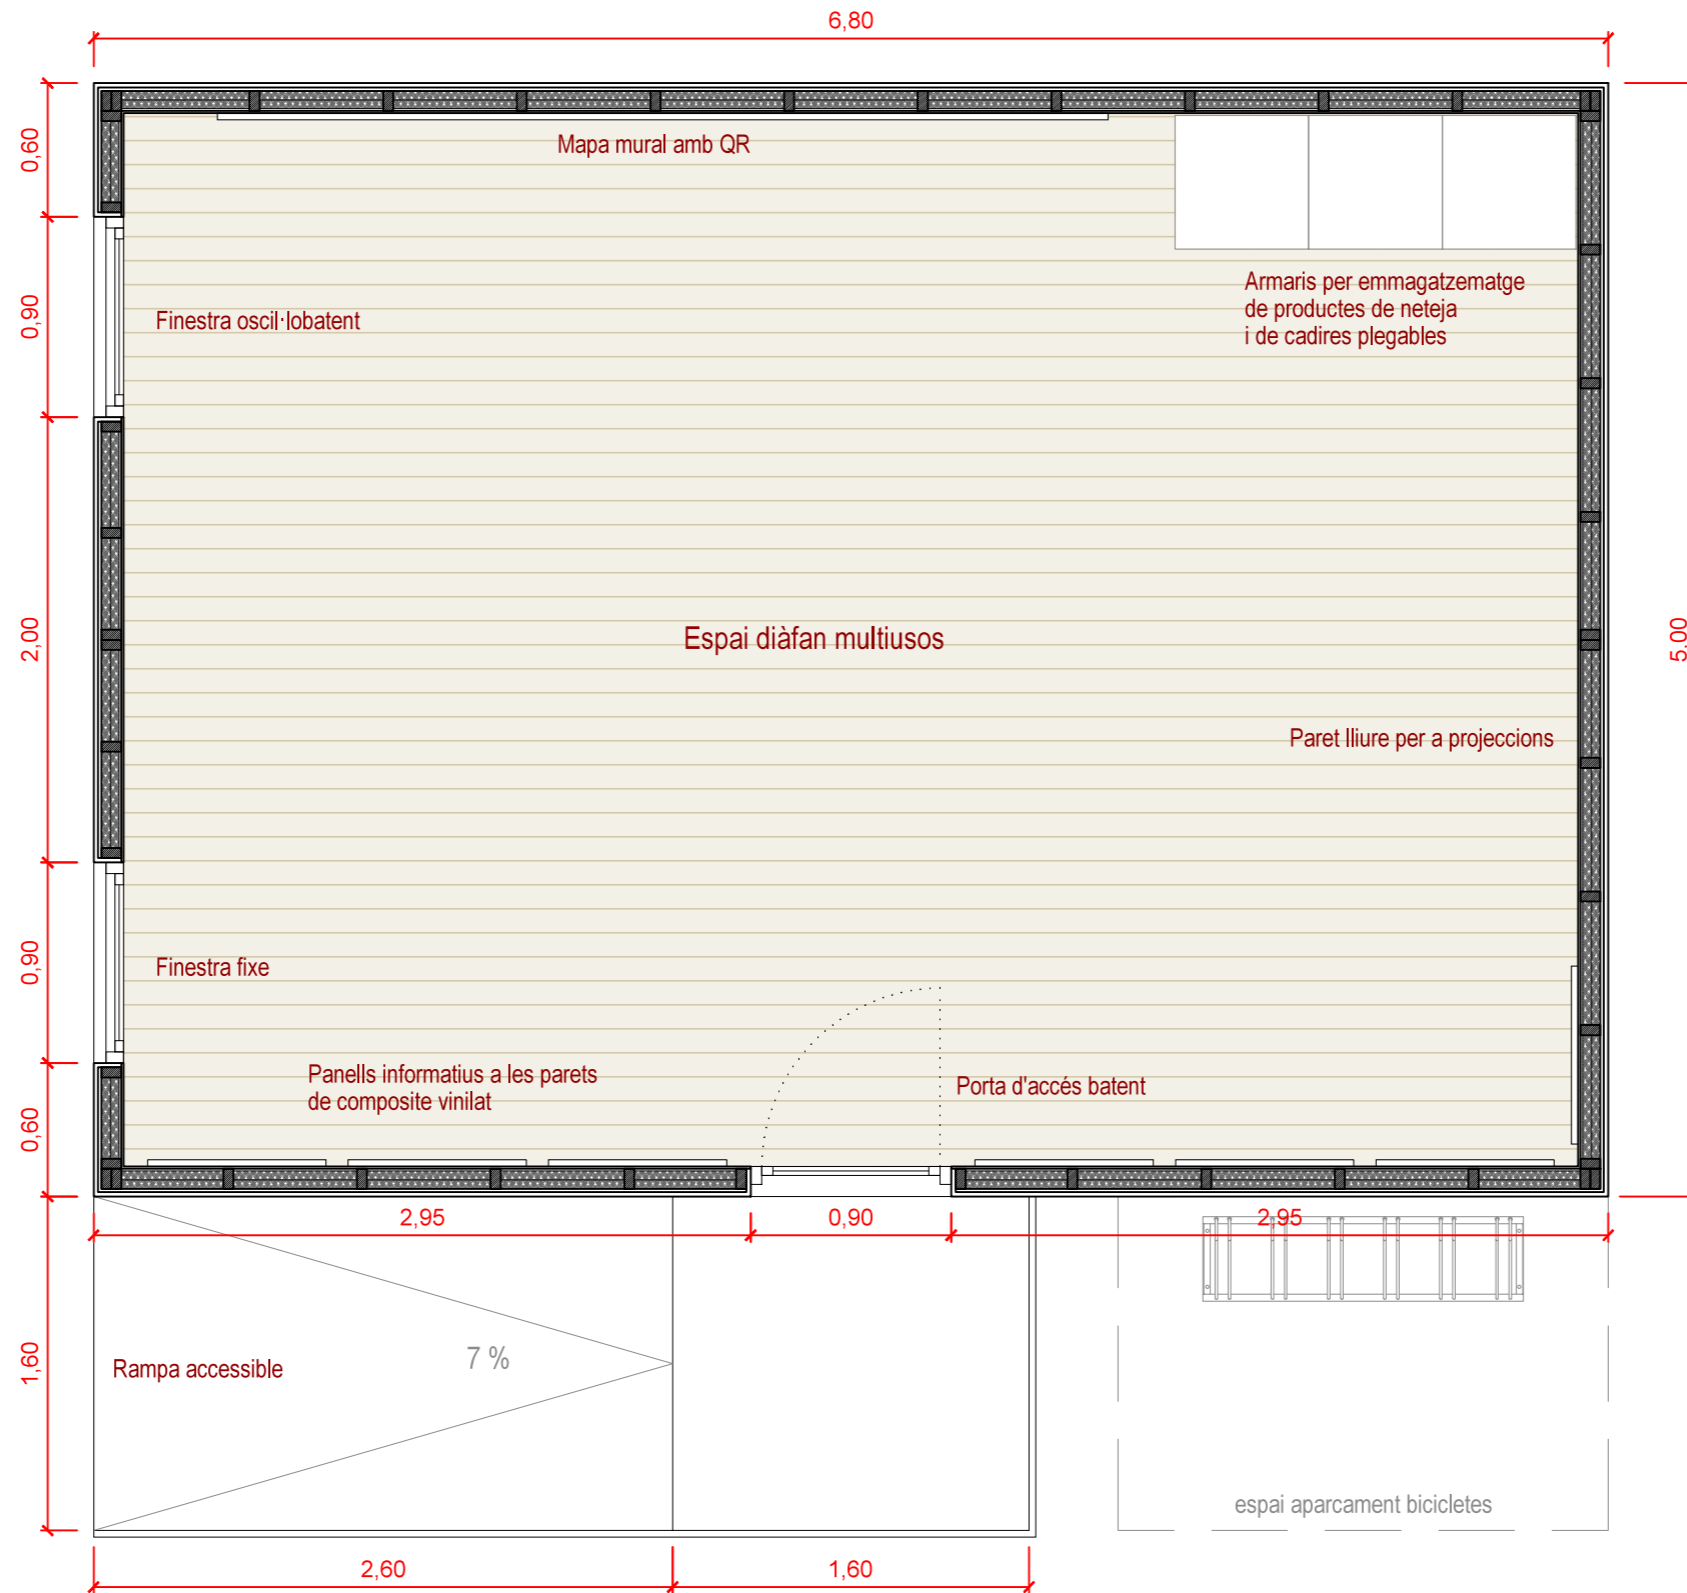 6,80
0,60
Mapa mural amb QR
Armaris per emmagatzematge
de productes de neteja
i de cadires plegables
0,90
Finestra oscil·lobatent
2,00
Espai diàfan multiusos
5.00
Paret lliure per a projeccions
0,90
Finestra fixe
Panells informatius a les parets
de composite vinilat
Porta d'accés batent
0,60
2,95
0,90
2,95
1,60
Rampa accessible
7 %
espai aparcament bicicletes
2,60
1,60